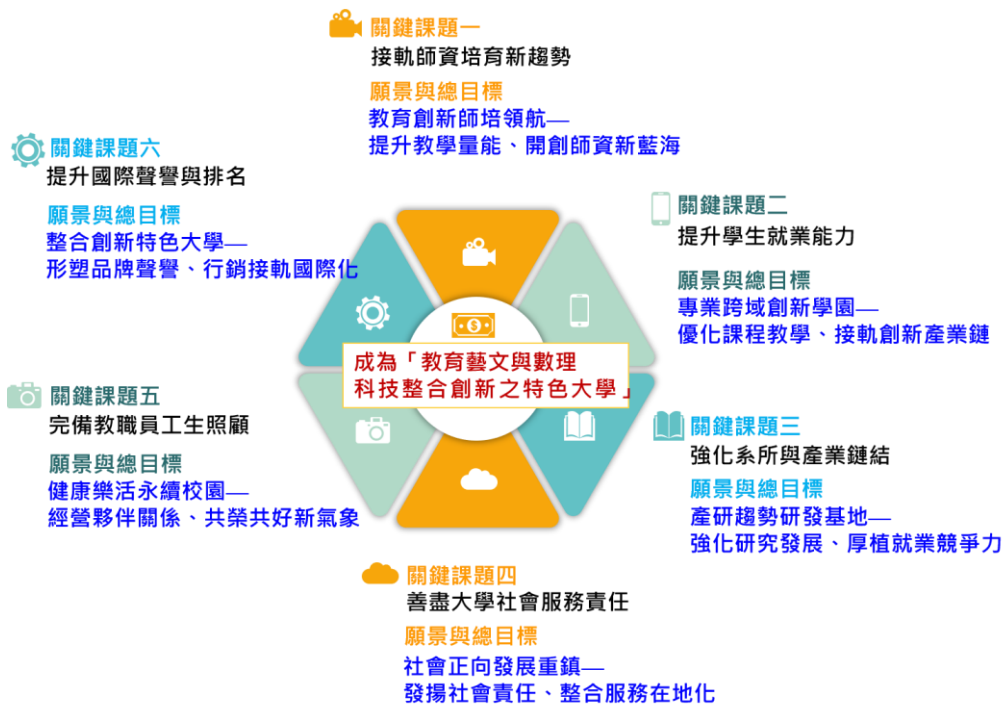 關鍵課題一
接軌師資培育新趨勢
願景與總目標
教育創新師培領航—
提升教學量能、開創師資新藍海
關鍵課題二
提升學生就業能力
願景與總目標
專業跨域創新學園—
優化課程教學、接軌創新產業鏈
關鍵課題三
強化系所與產業鏈結
願景與總目標
產研趨勢研發基地—
強化研究發展、厚植就業競爭力
關鍵課題四
善盡大學社會服務責任
願景與總目標
社會正向發展重鎮—
發揚社會責任、整合服務在地化
關鍵課題五
完備教職員工生照顧
願景與總目標
健康樂活永續校園—
經營夥伴關係、共榮共好新氣象
關鍵課題六
提升國際聲譽與排名
願景與總目標
整合創新特色大學—
形塑品牌聲譽、行銷接軌國際化
成為「教育藝文與數理
科技整合創新之特色大學」